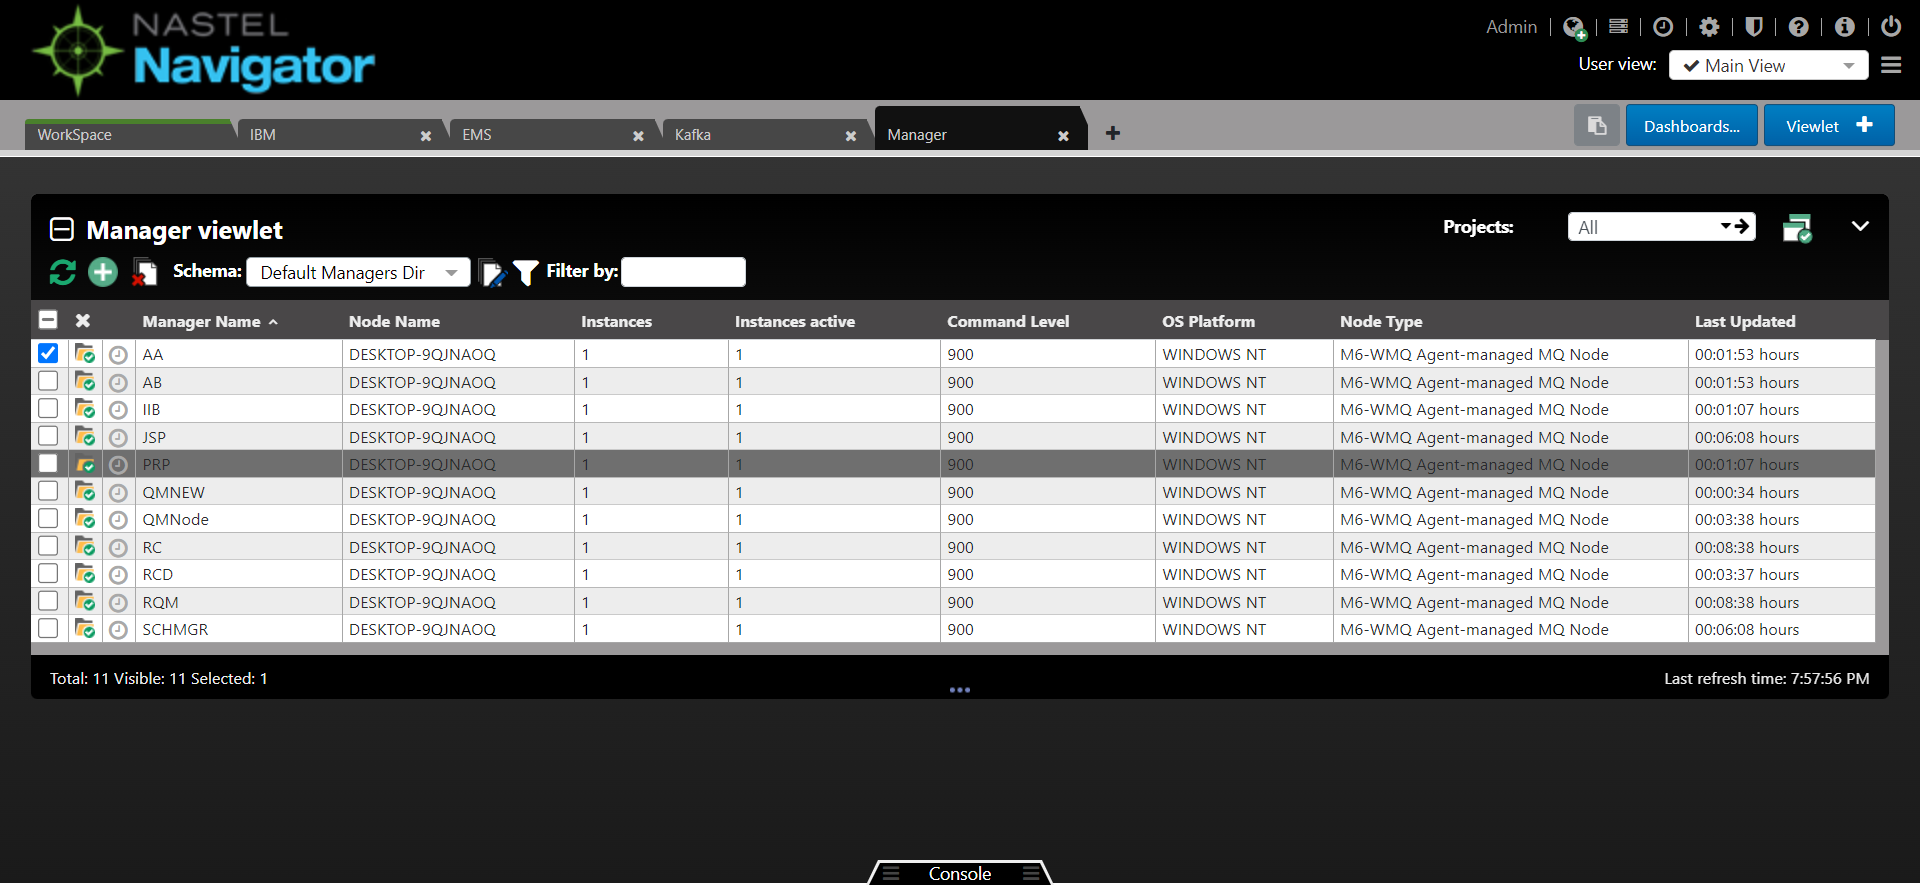 NASTEL
Navigator
Admin
User view: Main View
WorkSpace IBM EMS Kafka Manager
Dashboards... Viewlet
Manager viewlet
Projects: All
Schema: Default Managers Dir Filter by:
Manager Name Node Name Instances Instances active Command Level OS Platform Node Type Last Updated
AA DESKTOP-9QJNAOQ 1 1 900 WINDOWS NT M6-WMQ Agent-managed MQ Node 00:01:53 hours
AB DESKTOP-9QJNAOQ 1 1 900 WINDOWS NT M6-WMQ Agent-managed MQ Node 00:01:53 hours
IIB DESKTOP-9QJNAOQ 1 1 900 WINDOWS NT M6-WMQ Agent-managed MQ Node 00:01:07 hours
JSP DESKTOP-9QJNAOQ 1 1 900 WINDOWS NT M6-WMQ Agent-managed MQ Node 00:06:08 hours
PRP DESKTOP-9QJNAOQ 1 1 900 WINDOWS NT M6-WMQ Agent-managed MQ Node 00:01:07 hours
QMNEW DESKTOP-9QJNAOQ 1 1 900 WINDOWS NT M6-WMQ Agent-managed MQ Node 00:00:34 hours
QMNode DESKTOP-9QJNAOQ 1 1 900 WINDOWS NT M6-WMQ Agent-managed MQ Node 00:03:38 hours
RC DESKTOP-9QJNAOQ 1 1 900 WINDOWS NT M6-WMQ Agent-managed MQ Node 00:08:38 hours
RCD DESKTOP-9QJNAOQ 1 1 900 WINDOWS NT M6-WMQ Agent-managed MQ Node 00:03:37 hours
RQM DESKTOP-9QJNAOQ 1 1 900 WINDOWS NT M6-WMQ Agent-managed MQ Node 00:08:38 hours
SCHMGR DESKTOP-9QJNAOQ 1 1 900 WINDOWS NT M6-WMQ Agent-managed MQ Node 00:06:08 hours
Total: 11 Visible: 11 Selected: 1 Last refresh time: 7:57:56 PM
Console